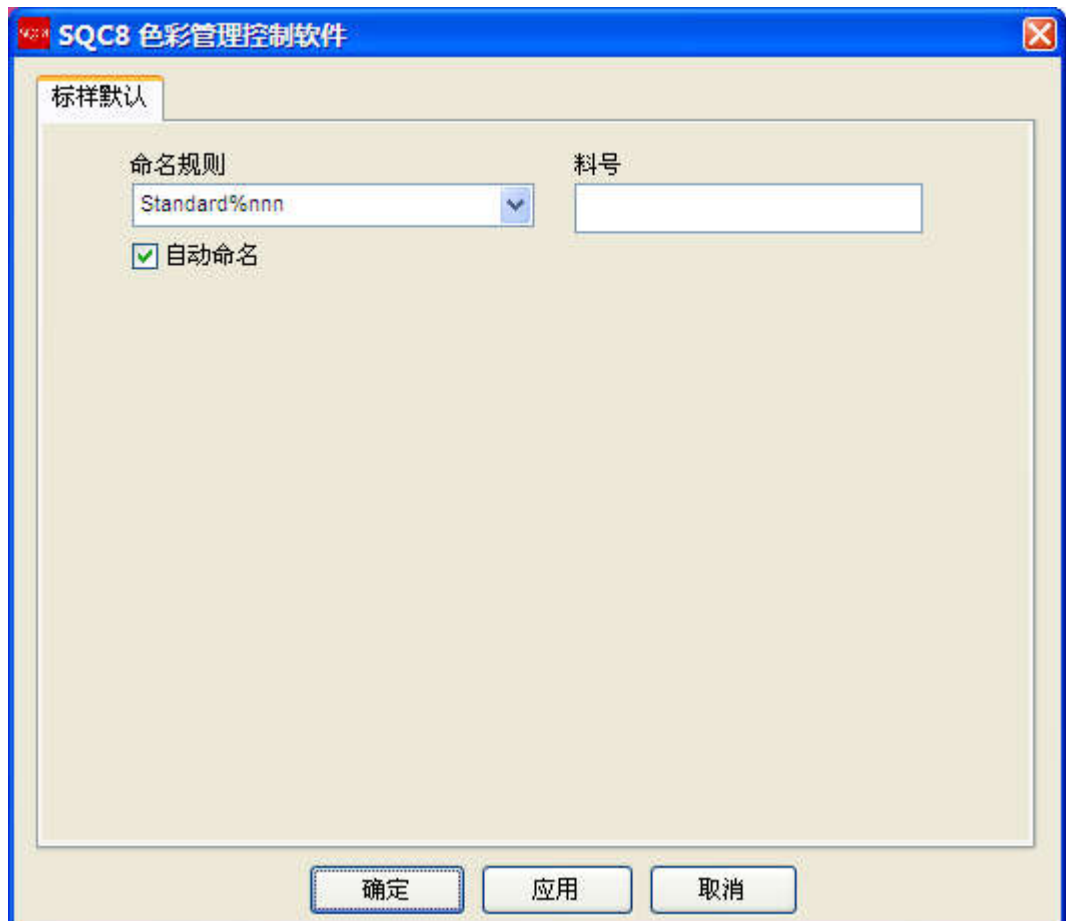 SQC8 SQC8 色彩管理控制软件
标样默认
命名规则 料号
Standard%nnn
自动命名
确定 应用 取消